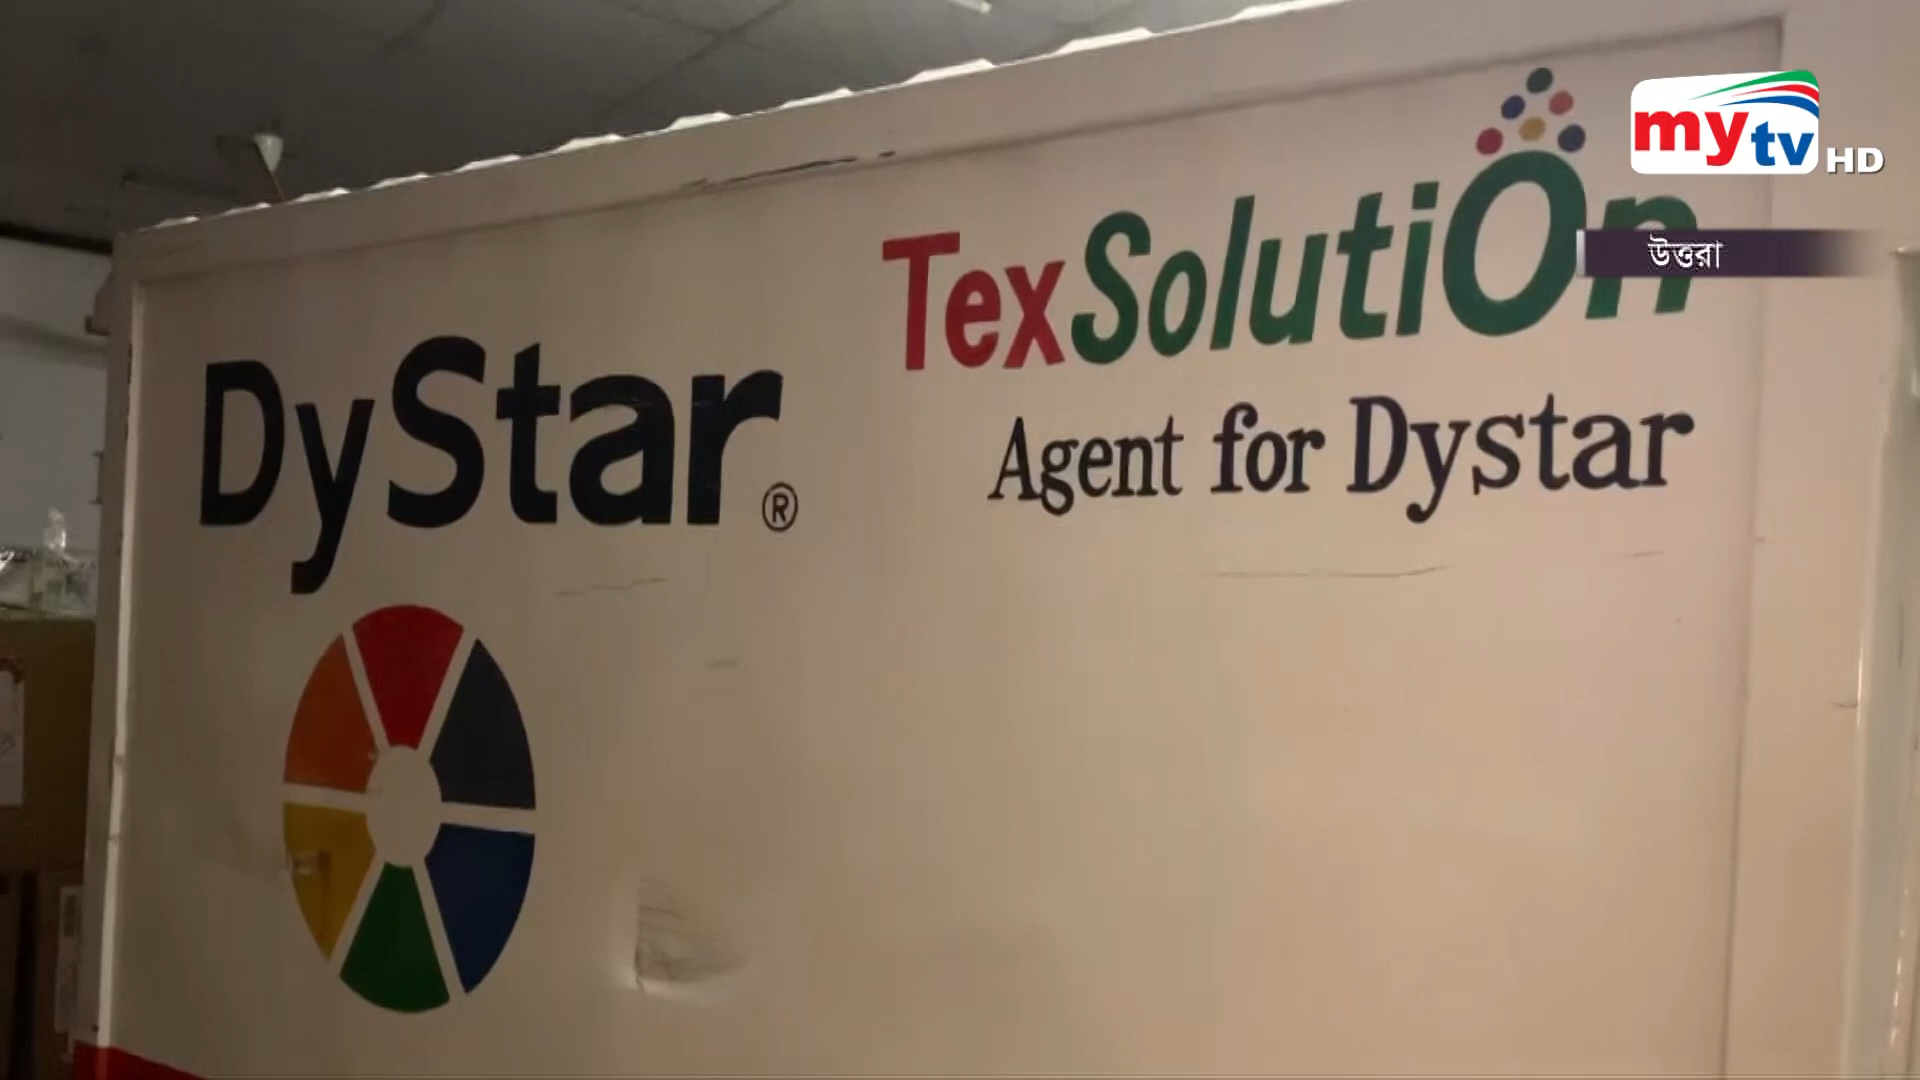 mytv HD
উত্তরা
TexSolution
DyStar®
Agent for Dystar